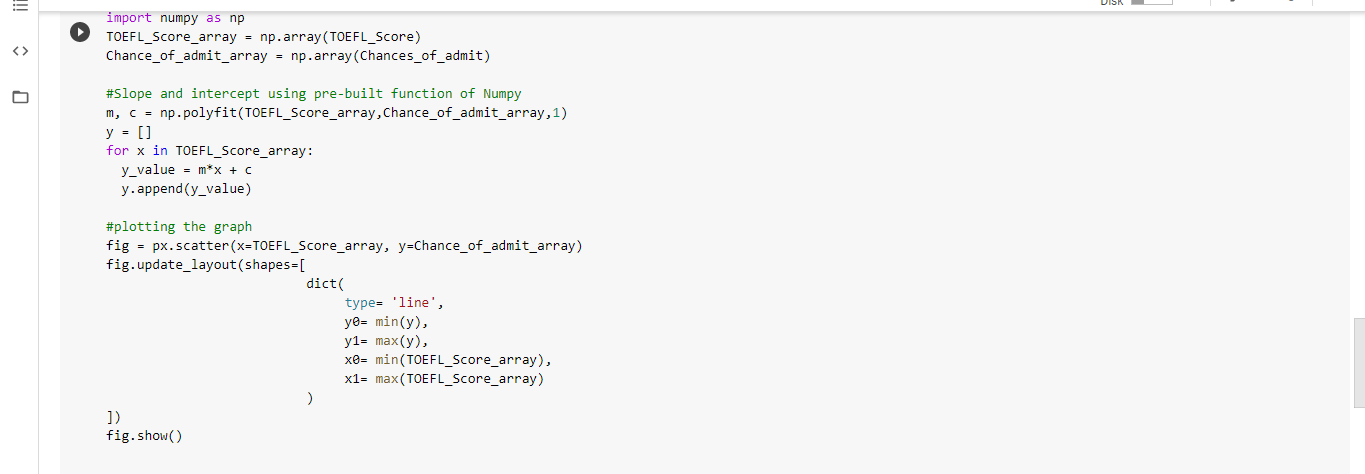 Disk
import numpy as np
TOEFL_Score_array = np.array(TOEFL_Score)
Chance_of_admit_array = np.array(Chances_of_admit)
#Slope and intercept using pre-built function of Numpy
m, c = np.polyfit(TOEFL_Score_array,Chance_of_admit_array,1)
y = []
for x in TOEFL_Score_array:
  y_value = m*x + c
  y.append(y_value)
#plotting the graph
fig = px.scatter(x=TOEFL_Score_array, y=Chance_of_admit_array)
fig.update_layout(shapes=[
                          dict(
                               type= 'line',
                               y0= min(y),
                               y1= max(y),
                               x0= min(TOEFL_Score_array),
                               x1= max(TOEFL_Score_array)
                          )
])
fig.show()